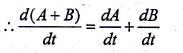 ∴ d(A + B)/dt = dA/dt + dB/dt